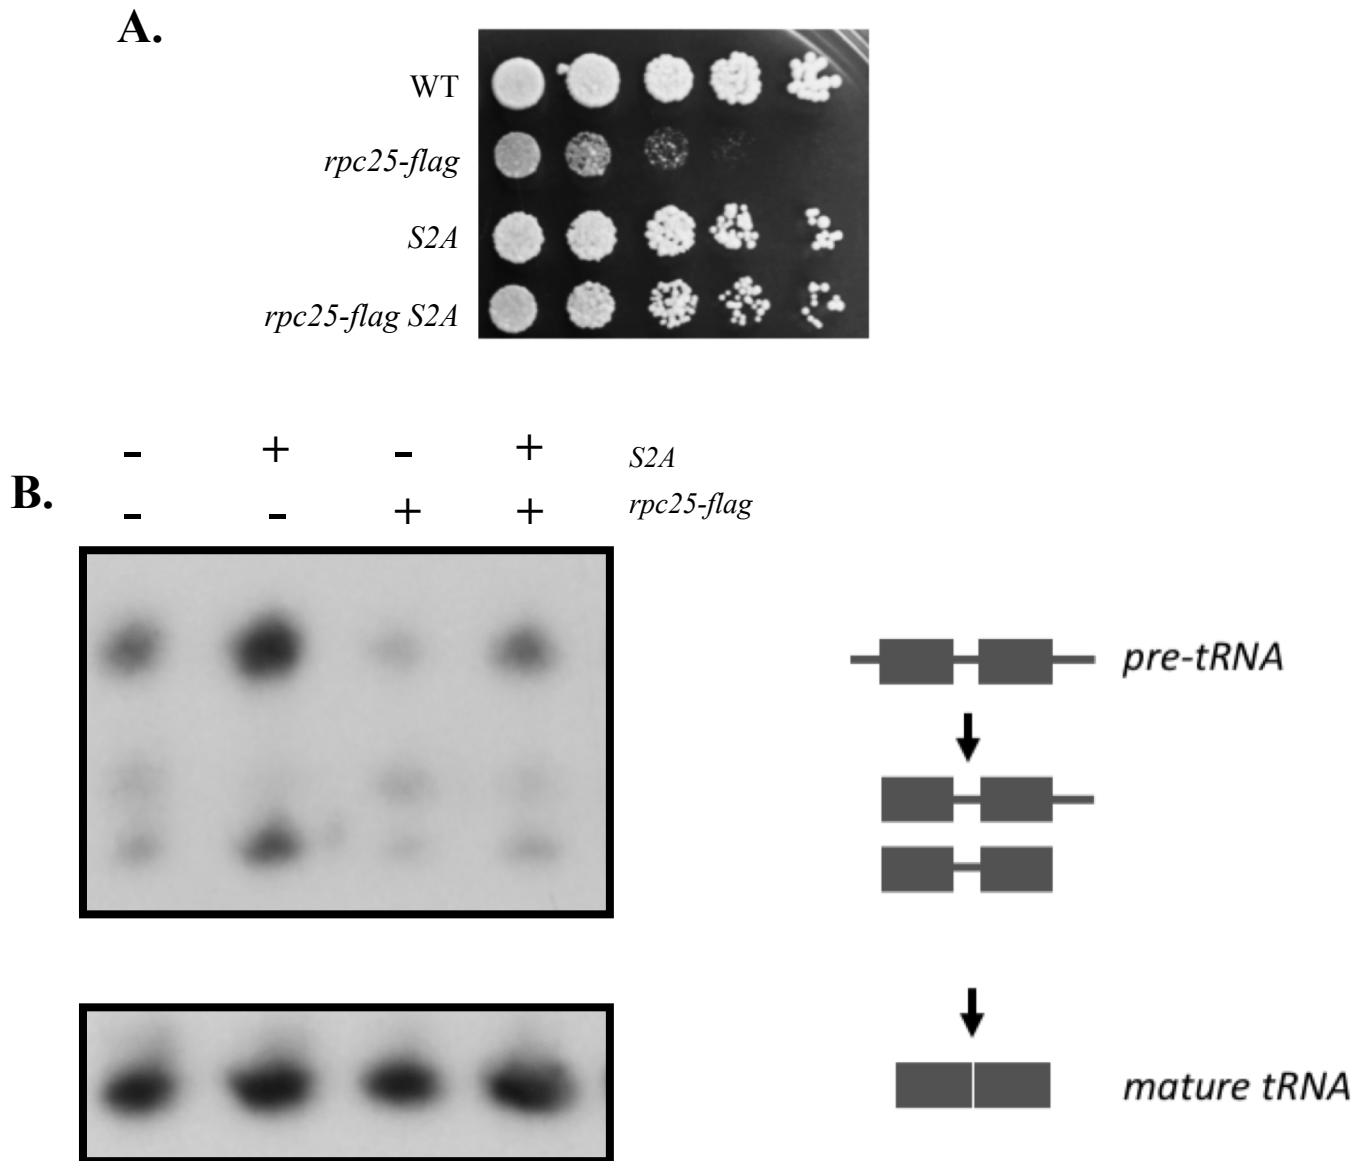 A.
WT
rpc25-flag
S2A
rpc25-flag S2A
- + - + S2A
B.
- - + + rpc25-flag
pre-tRNA
mature tRNA